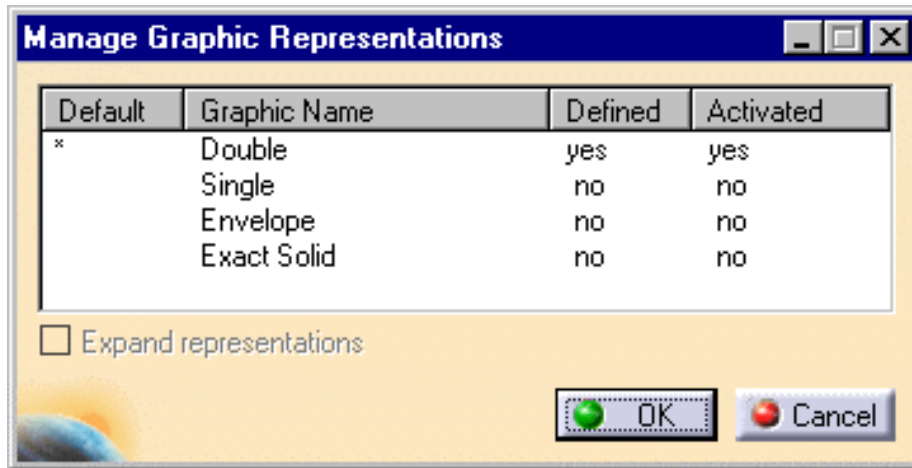 Manage Graphic Representations
Default Graphic Name Defined Activated
* Double yes yes
Single no no
Envelope no no
Exact Solid no no
Expand representations
OK Cancel